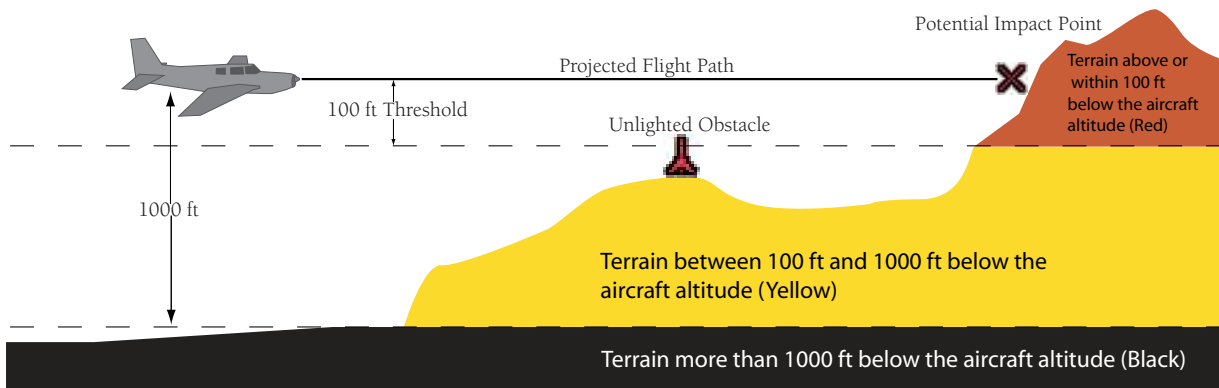 Potential Impact Point
Projected Flight Path
100 ft Threshold
Unlighted Obstacle
1000 ft
Terrain above or
within 100 ft
below the aircraft
altitude (Red)
Terrain between 100 ft and 1000 ft below the
aircraft altitude (Yellow)
Terrain more than 1000 ft below the aircraft altitude (Black)